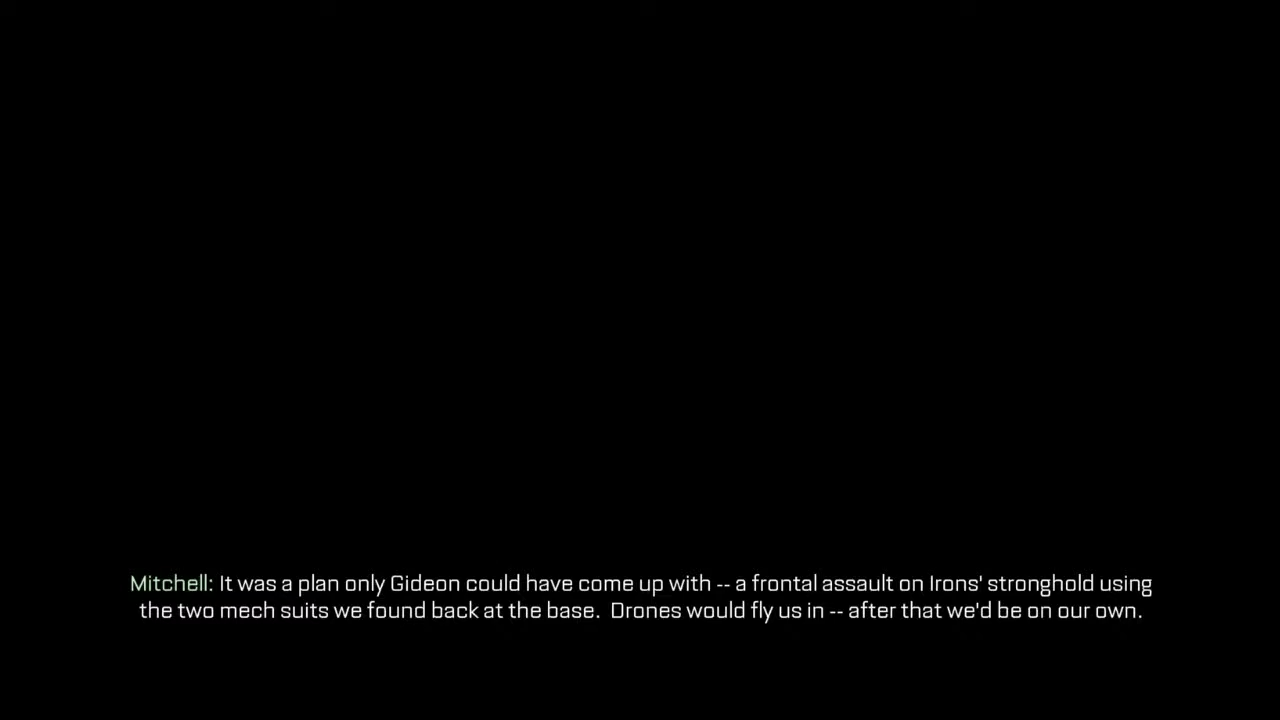 Mitchell: It was a plan only Gideon could have come up with -- a frontal assault on Irons' stronghold using
the two mech suits we found back at the base.  Drones would fly us in -- after that we'd be on our own.